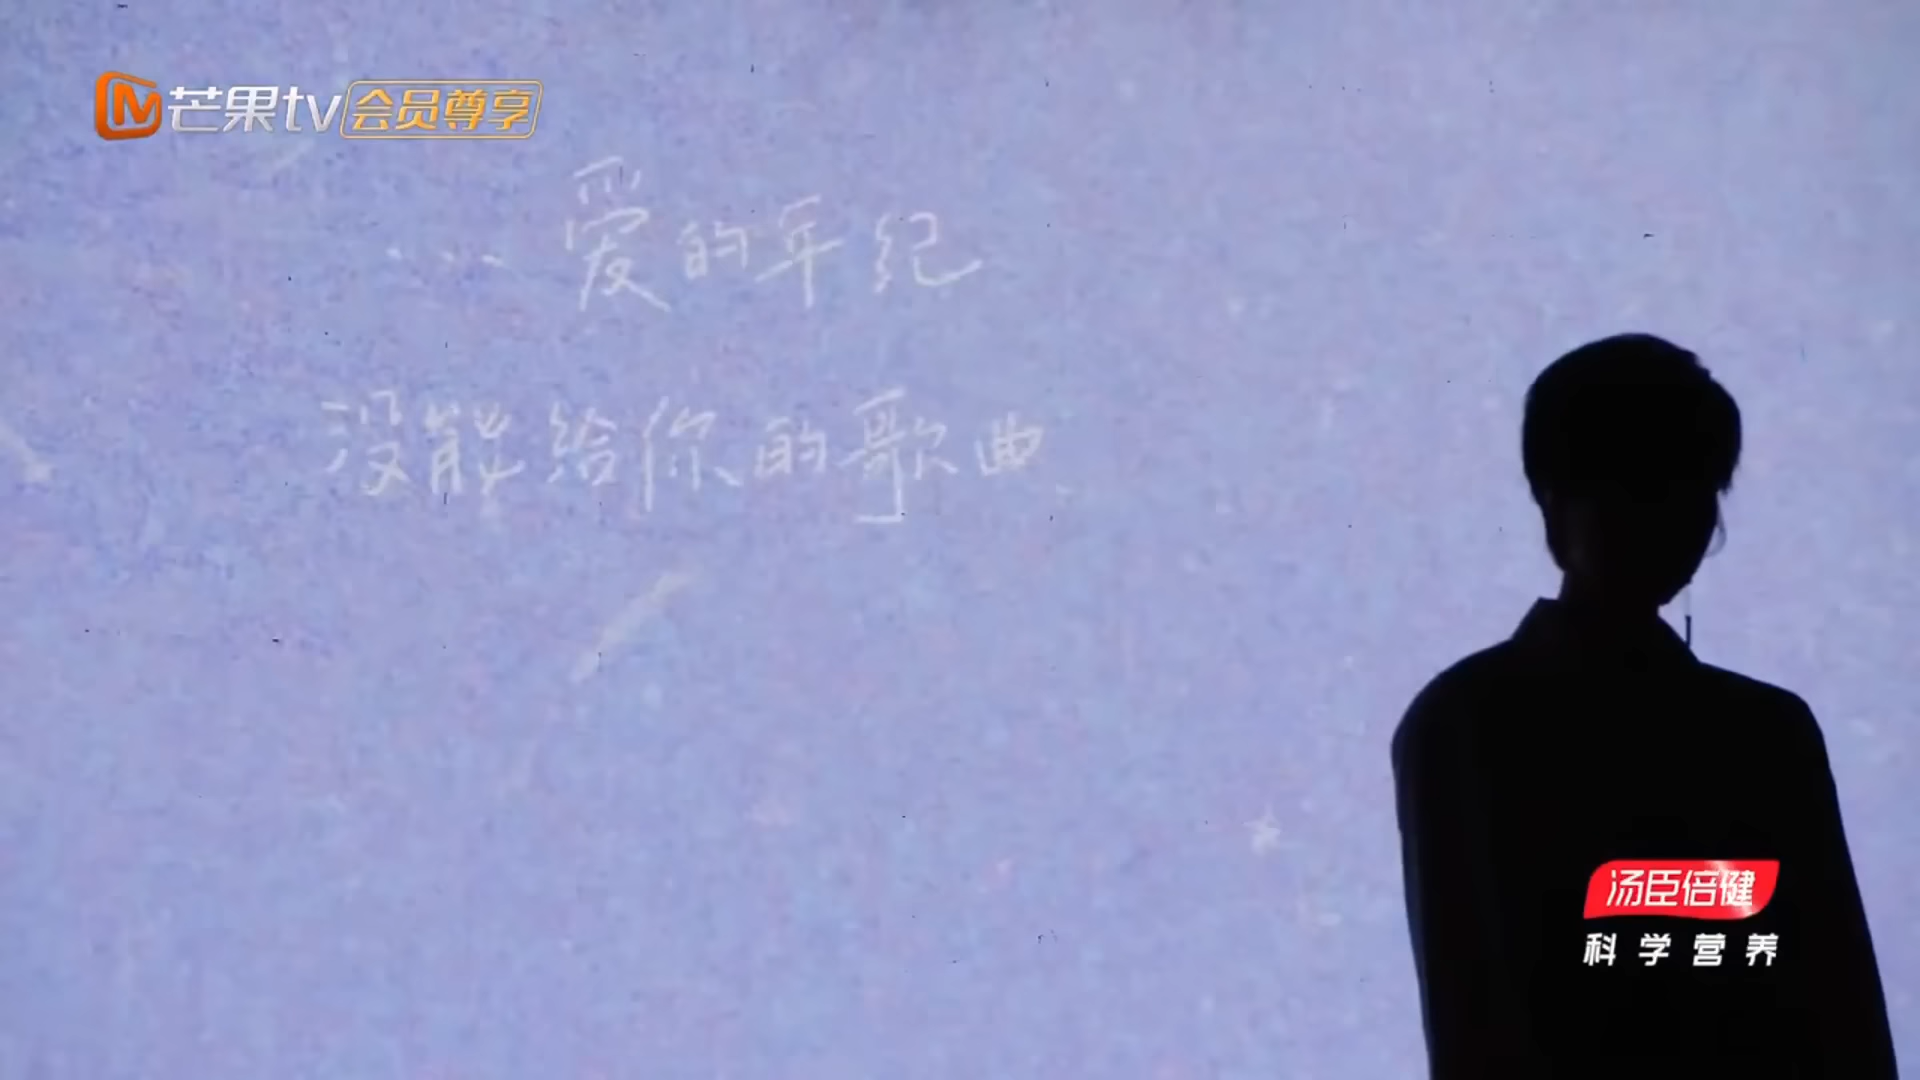 芒果tv会员尊享
...爱的年纪
没能给你的歌曲
汤臣倍健
科学营养